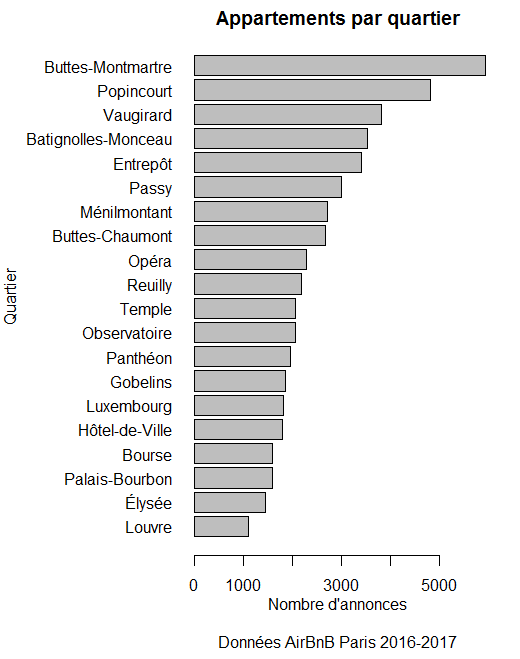 Appartements par quartier
Buttes-Montmartre
Popincourt
Vaugirard
Batignolles-Monceau
Entrepôt
Passy
Ménilmontant
Buttes-Chaumont
Opéra
Reuilly
Temple
Observatoire
Panthéon
Gobelins
Luxembourg
Hôtel-de-Ville
Bourse
Palais-Bourbon
Élysée
Louvre
Quartier
0 1000 3000 5000
Nombre d'annonces
Données AirBnB Paris 2016-2017